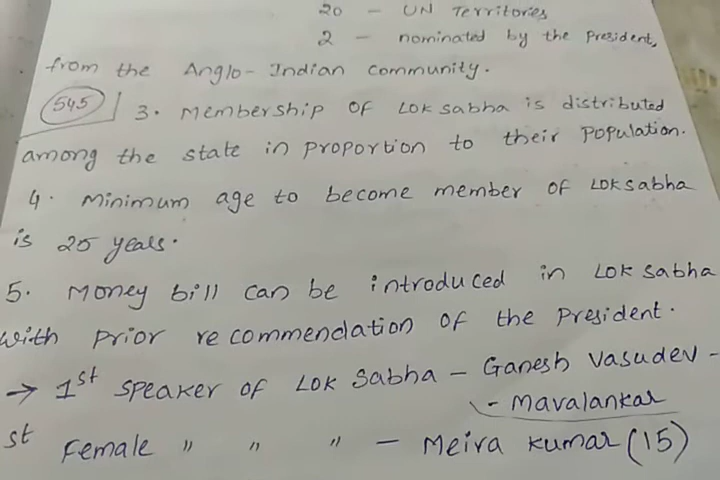 20 - UN Territories
2 - nominated by the President,
from the Anglo-Indian community.
545 3. Membership of Lok sabha is distributed
among the state in proportion to their Population.
4. Minimum age to become member of Loksabha
is 25 years.
5. Money bill can be introduced in Lok sabha
with prior recommendation of the President.
→ 1st speaker of Lok Sabha - Ganesh Vasudev -
- Mavalankar
st Female " " " - Meira Kumar (15)